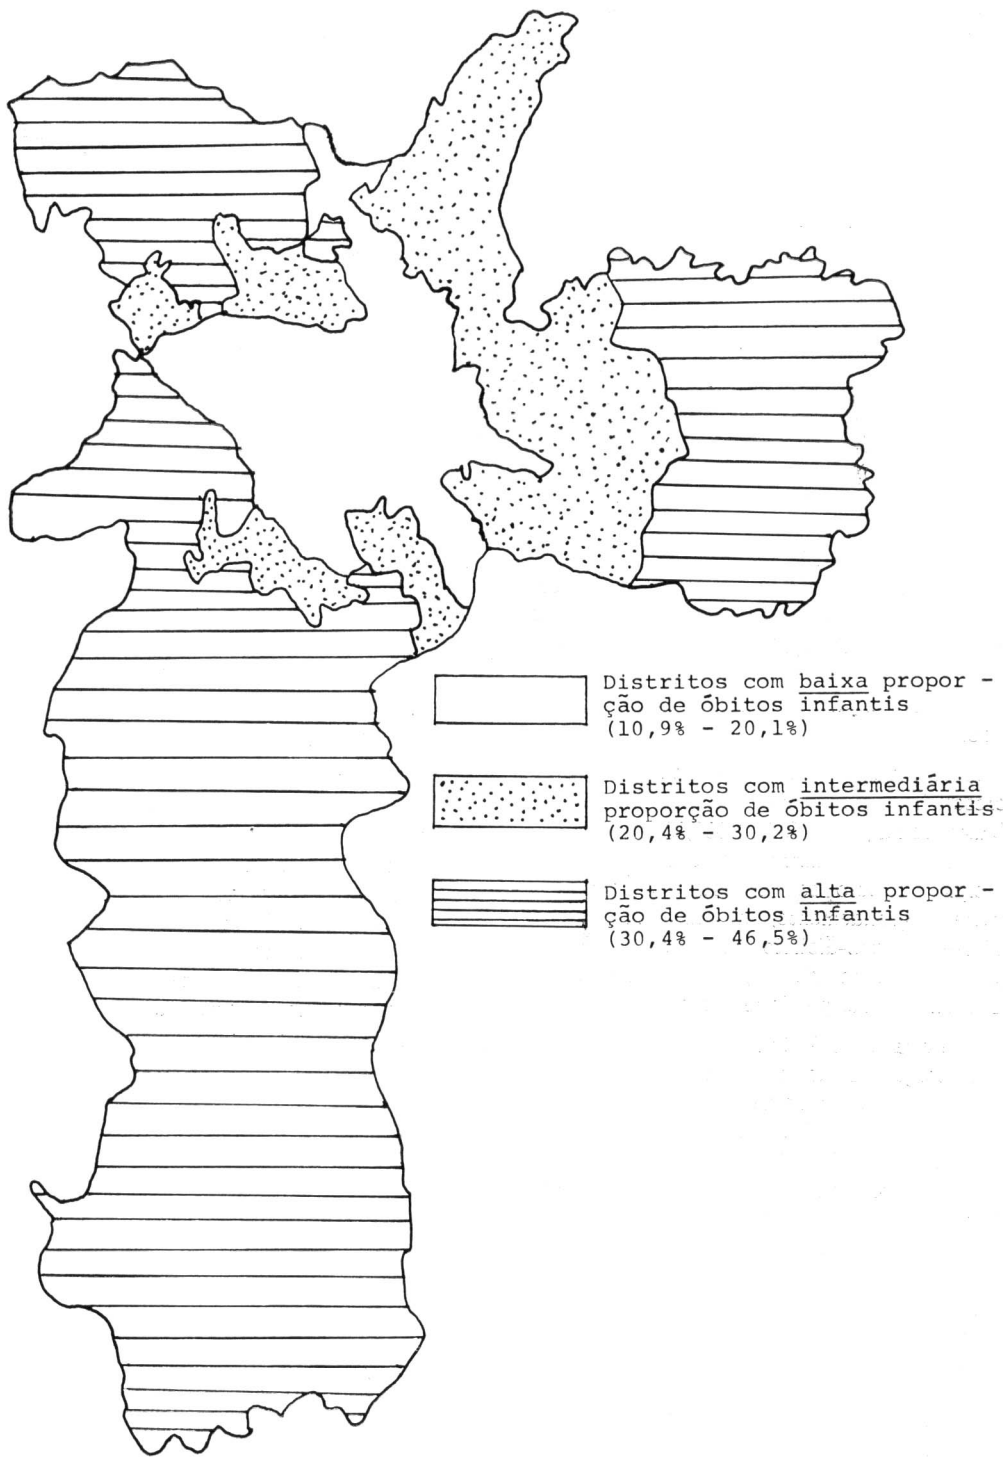 Distritos com baixa propor -
ção de óbitos infantis
(10,9% - 20,1%)
Distritos com intermediária
proporção de óbitos infantis
(20,4% - 30,2%)
Distritos com alta propor -
ção de óbitos infantis
(30,4% - 46,5%)